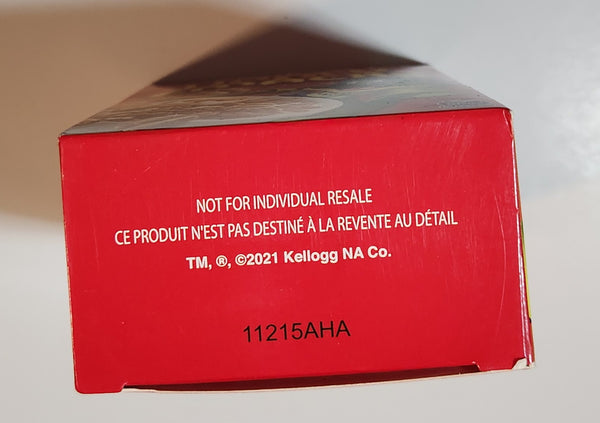 NOT FOR INDIVIDUAL RESALE
CE PRODUIT N'EST PAS DESTINÉ À LA REVENTE AU DÉTAIL
TM, ®, ©2021 Kellogg NA Co.
11215AHA